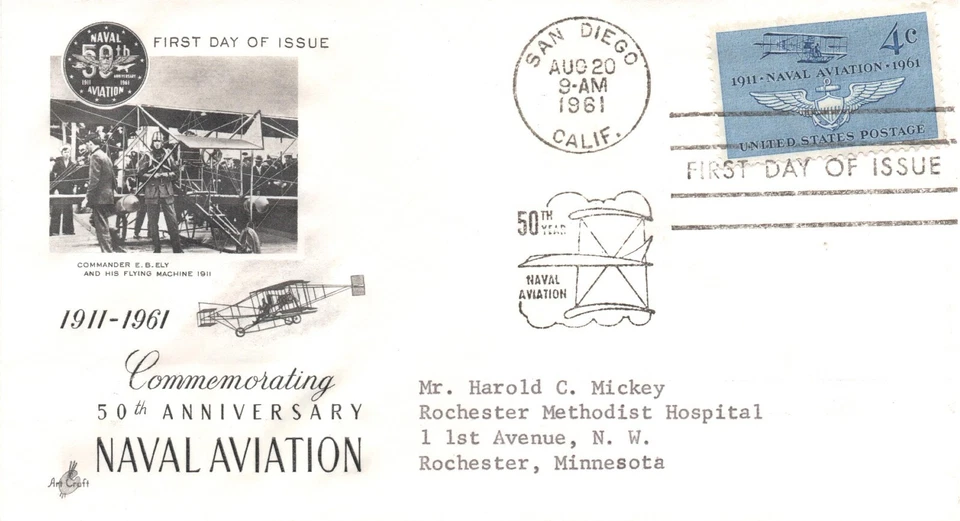 NAVAL
50th
ANNIVERSARY
1911 1961
AVIATION
FIRST DAY OF ISSUE
COMMANDER E. B. ELY
AND HIS FLYING MACHINE 1911
1911-1961
Commemorating
50th ANNIVERSARY
NAVAL AVIATION
Art Craft
SAN DIEGO
AUG 20
9-AM
1961
CALIF.
4c
1911·NAVAL AVIATION·1961
UNITED STATES POSTAGE
FIRST DAY OF ISSUE
50TH
YEAR
NAVAL
AVIATION
Mr. Harold C. Mickey
Rochester Methodist Hospital
1 1st Avenue, N. W.
Rochester, Minnesota